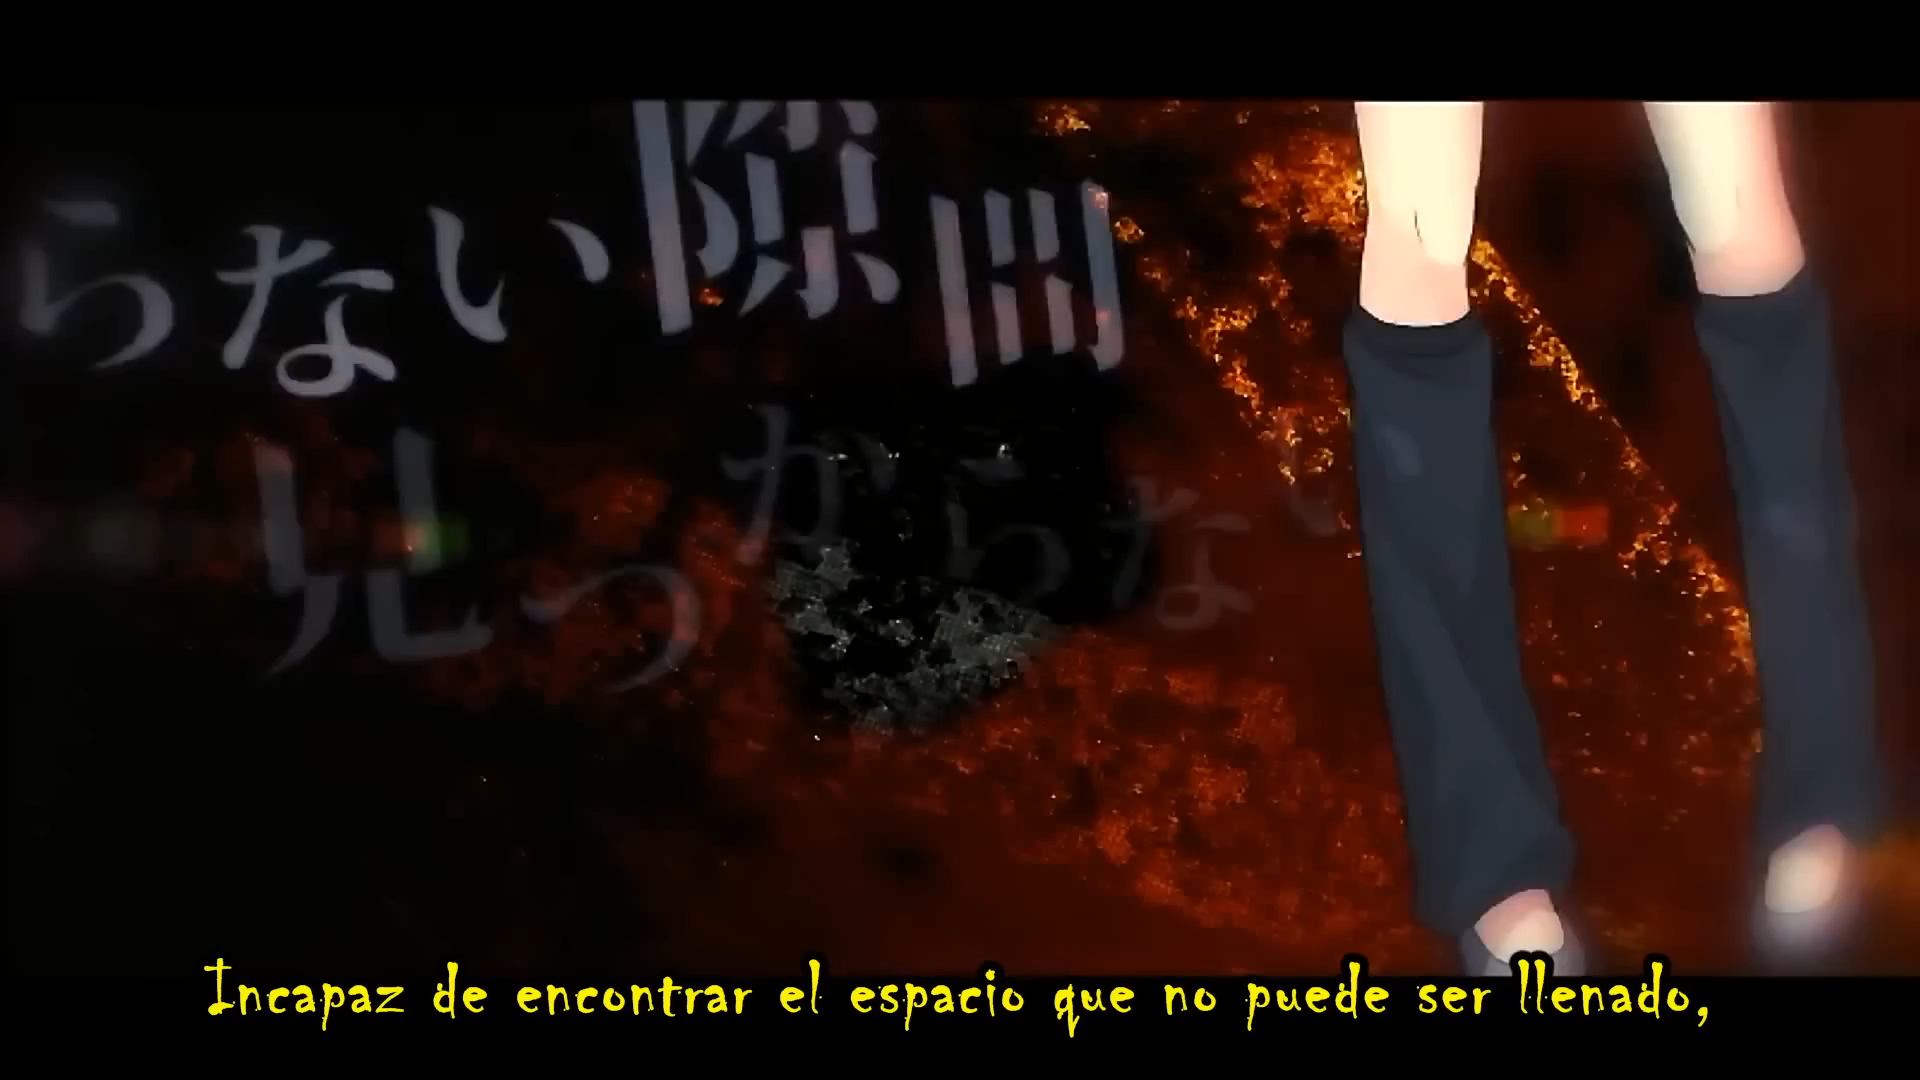 らない隙間
見つからない
Incapaz de encontrar el espacio que no puede ser llenado,